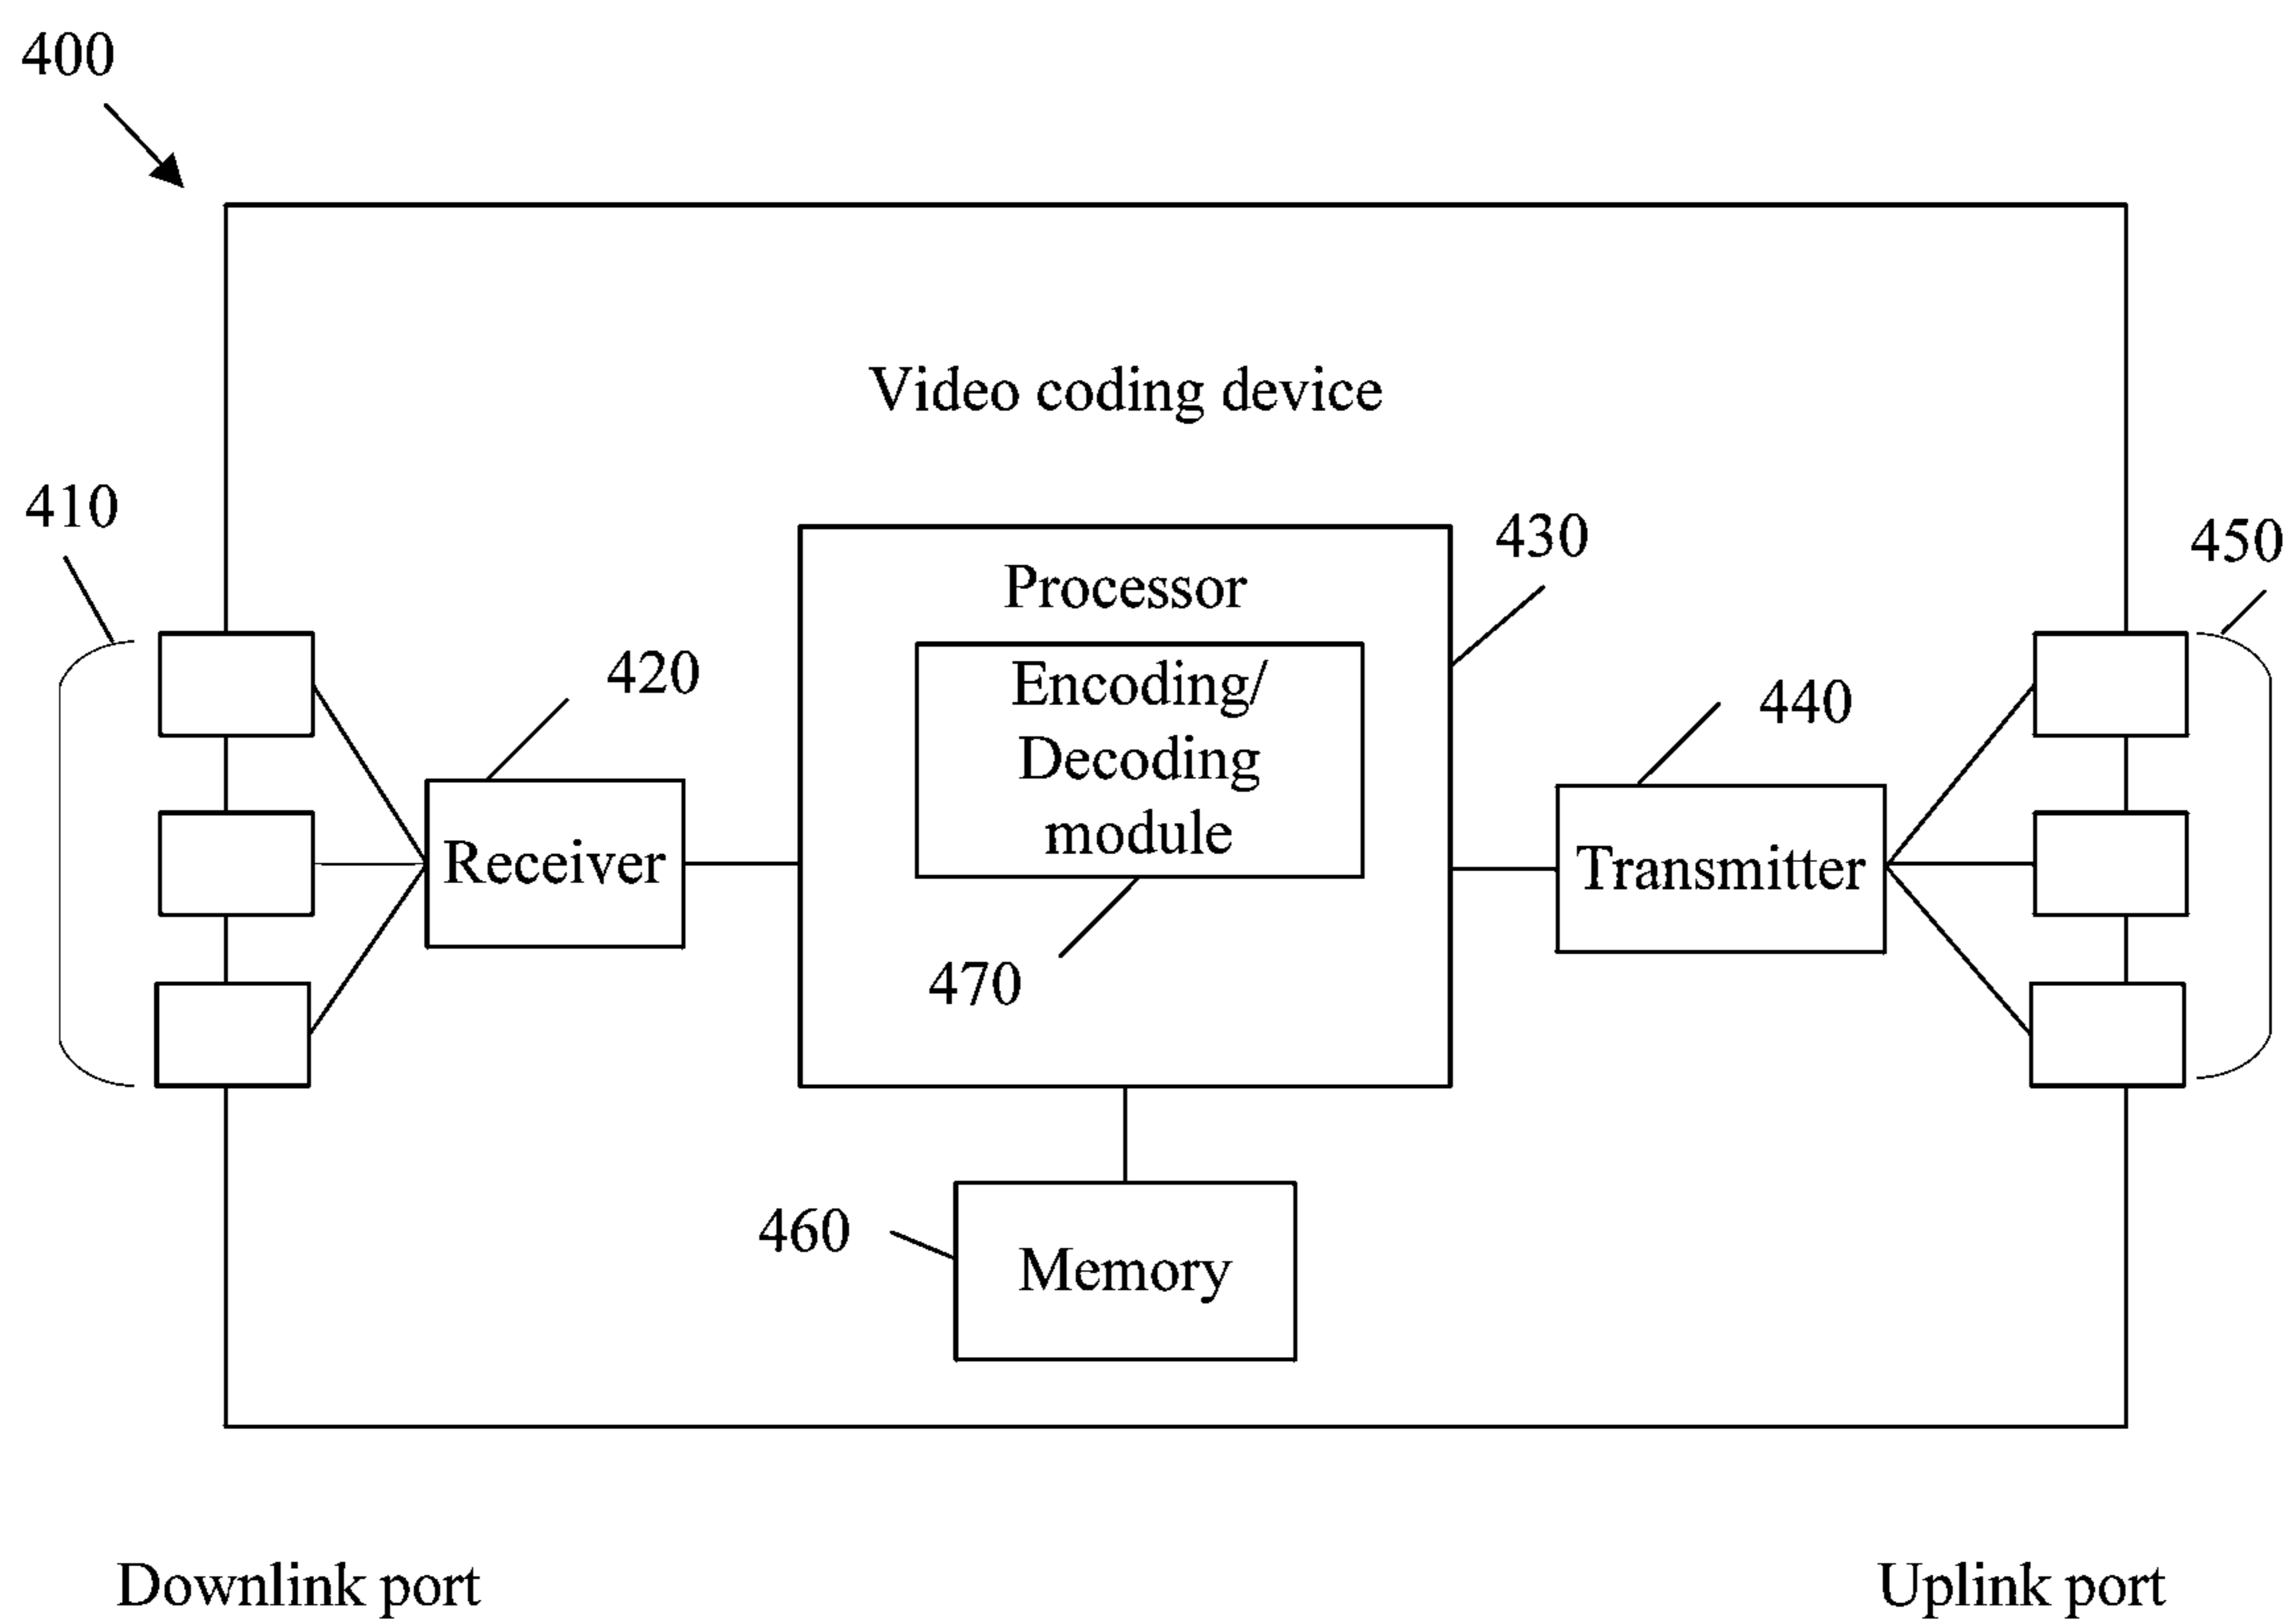 400
Video coding device
410
430
450
Processor
420
Encoding/
Decoding
module
440
Receiver
Transmitter
470
460
Memory
Downlink port
Uplink port